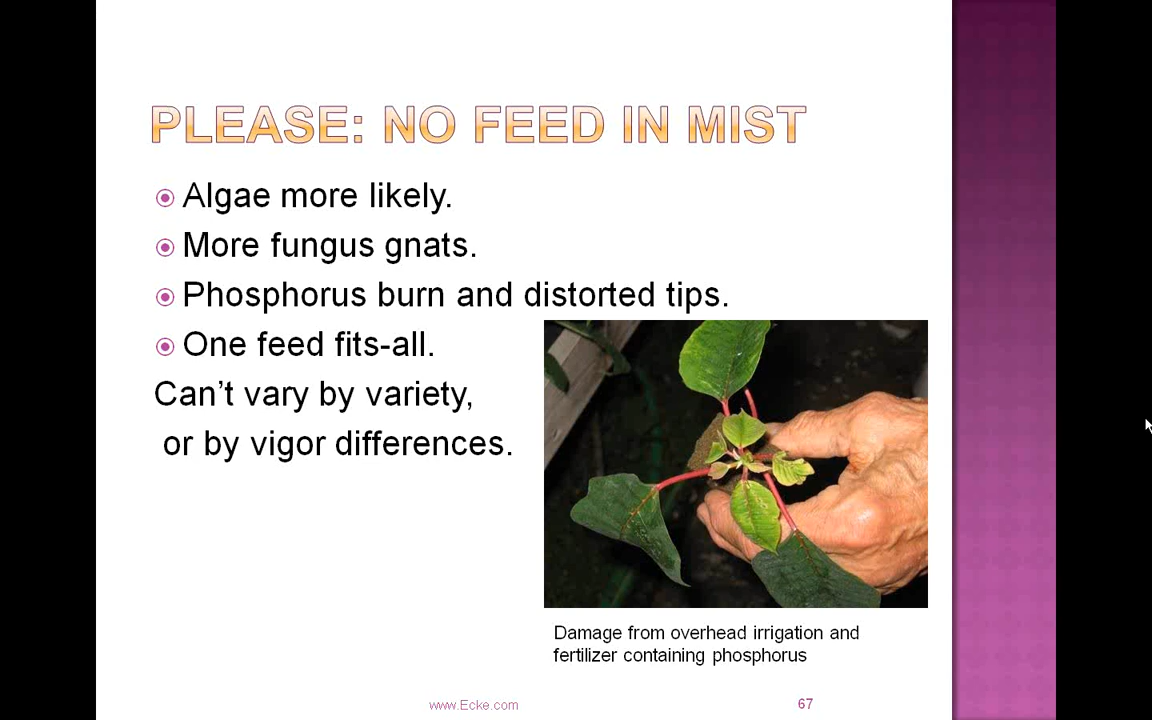 PLEASE: NO FEED IN MIST
Algae more likely.
More fungus gnats.
Phosphorus burn and distorted tips.
One feed fits-all.
Can't vary by variety,
or by vigor differences.
Damage from overhead irrigation and
fertilizer containing phosphorus
www.Ecke.com
67